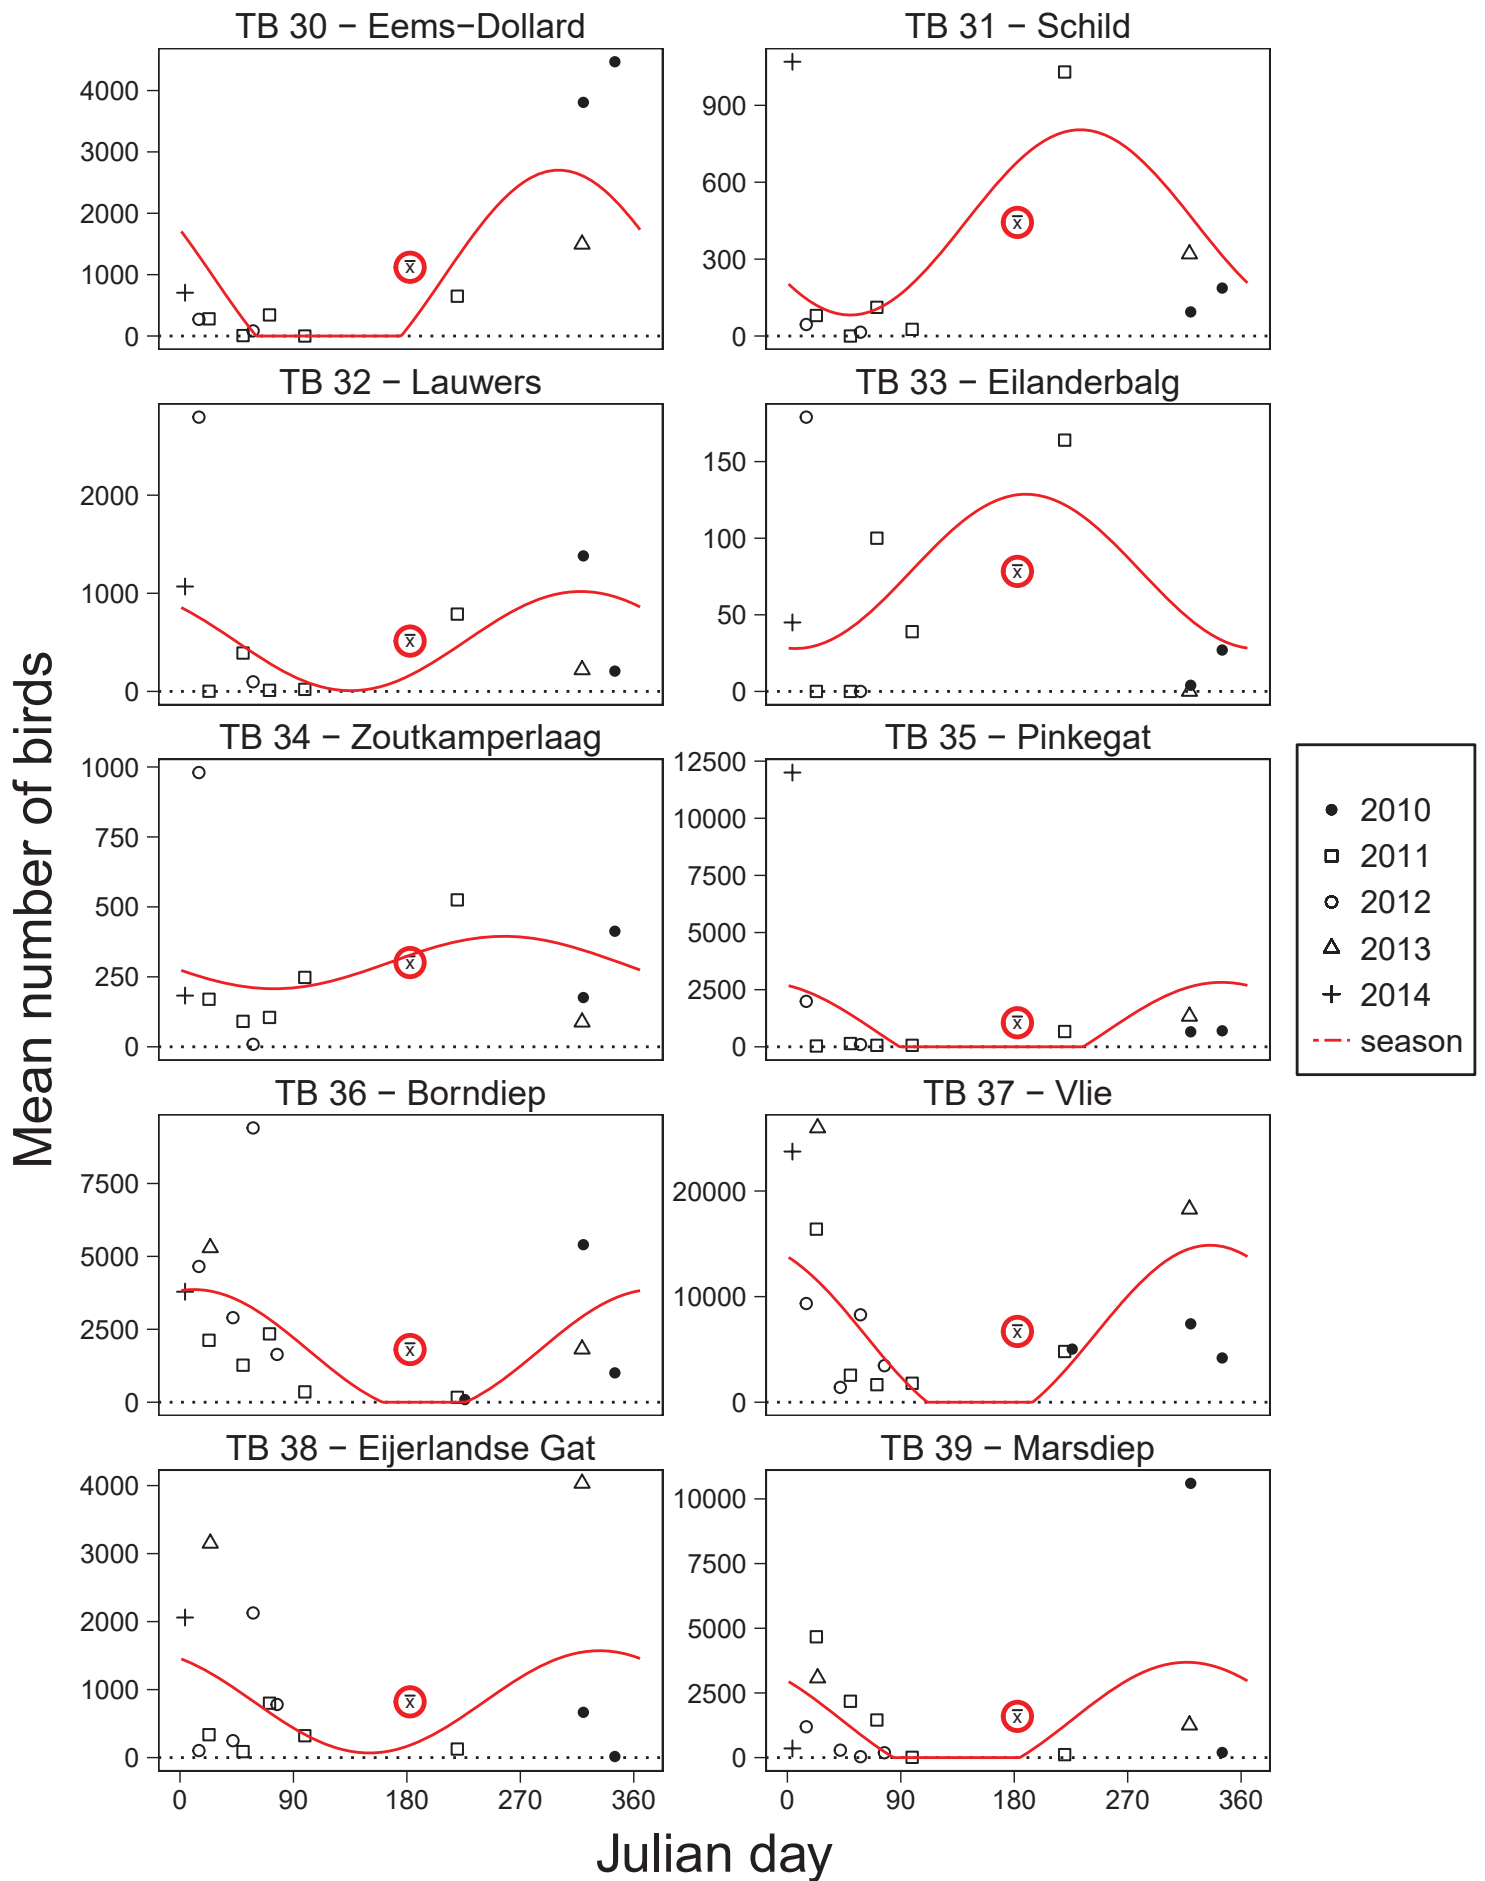 TB 30 − Eems−Dollard
TB 31 − Schild
4000
3000
2000
1000
0
x̄
900
600
300
0
x̄
TB 32 − Lauwers
TB 33 − Eilanderbalg
2000
1000
0
x̄
150
100
50
0
x̄
Mean number of birds
TB 34 − Zoutkamperlaag
TB 35 − Pinkegat
1000
750
500
250
0
x̄
12500
10000
7500
5000
2500
0
x̄
2010
2011
2012
2013
2014
season
TB 36 − Borndiep
TB 37 − Vlie
7500
5000
2500
0
x̄
20000
10000
0
x̄
TB 38 − Eijerlandse Gat
TB 39 − Marsdiep
4000
3000
2000
1000
0
x̄
10000
7500
5000
2500
0
x̄
0 90 180 270 360
0 90 180 270 360
Julian day